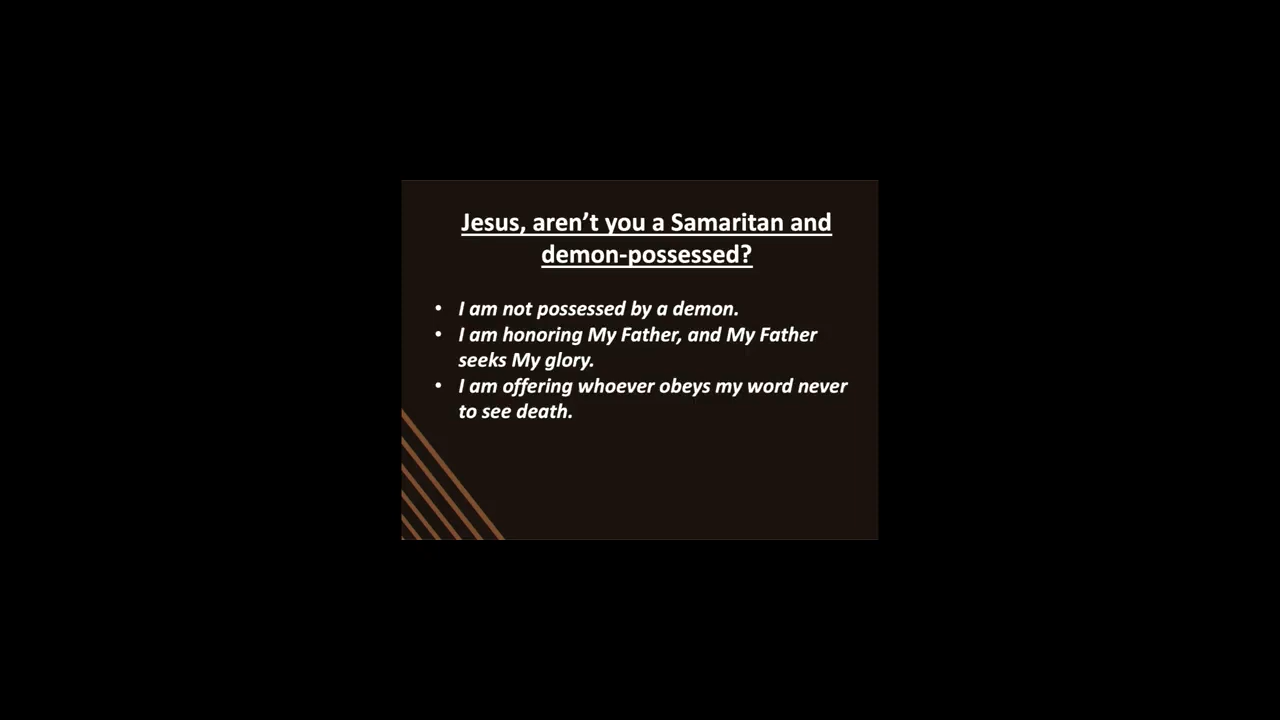 Jesus, aren’t you a Samaritan and
demon-possessed?
• I am not possessed by a demon.
• I am honoring My Father, and My Father
seeks My glory.
• I am offering whoever obeys my word never
to see death.